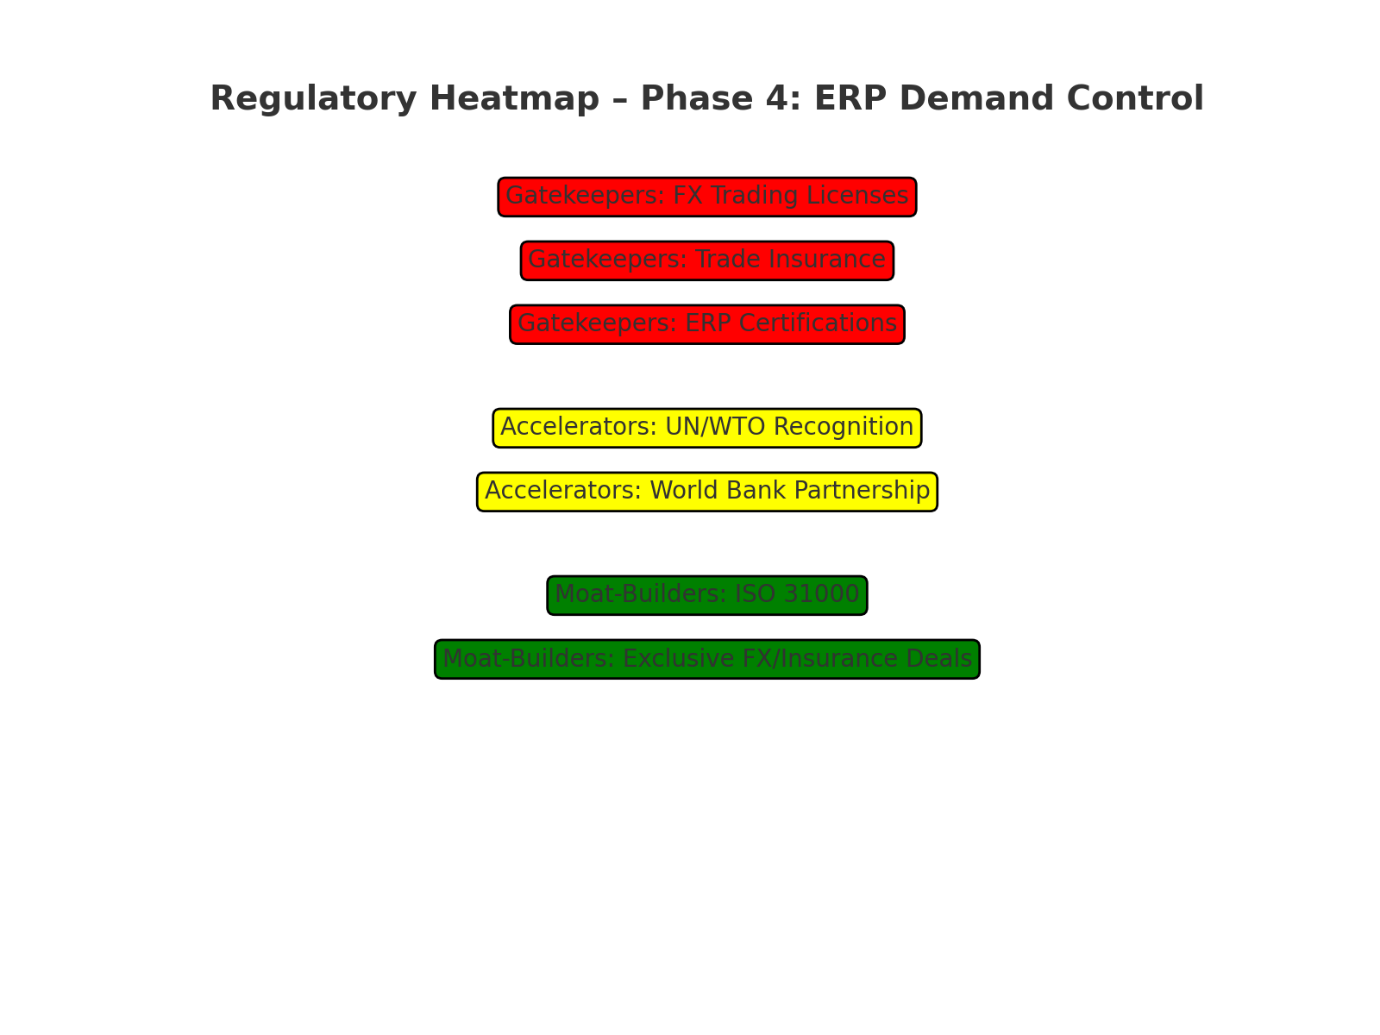 Regulatory Heatmap – Phase 4: ERP Demand Control
Gatekeepers: FX Trading Licenses
Gatekeepers: Trade Insurance
Gatekeepers: ERP Certifications
Accelerators: UN/WTO Recognition
Accelerators: World Bank Partnership
Moat-Builders: ISO 31000
Moat-Builders: Exclusive FX/Insurance Deals